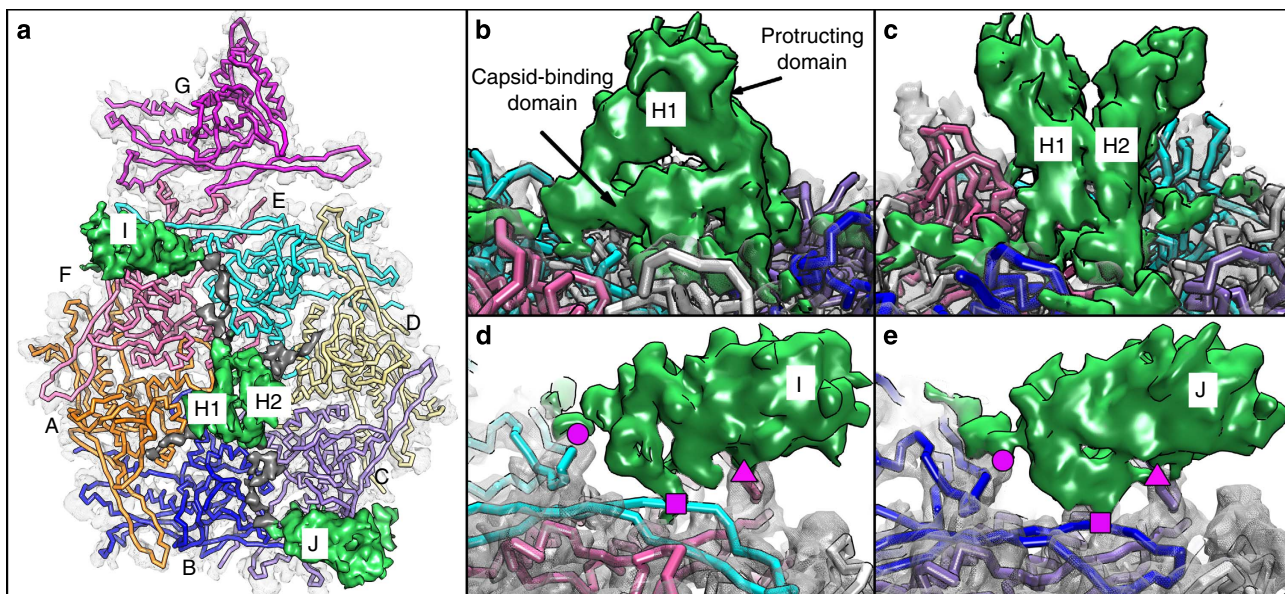 a
G
E
I
F
D
H1
H2
A
C
J
B
b
Protructing
domain
Capsid-binding
domain
H1
c
H1
H2
d
I
e
J